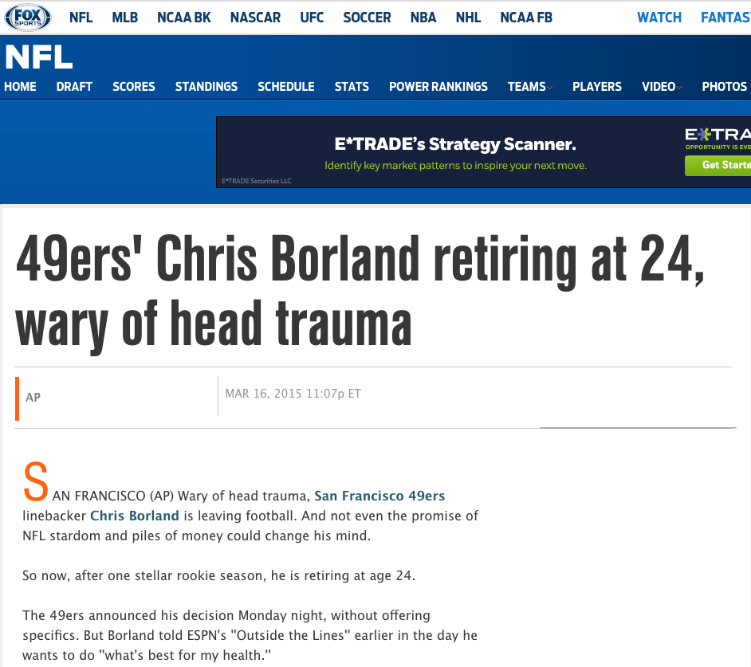 FOX SPORTS NFL MLB NCAA BK NASCAR UFC SOCCER NBA NHL NCAA FB WATCH
NFL
HOME DRAFT SCORES STANDINGS SCHEDULE STATS POWER RANKINGS TEAMS PLAYERS VIDEO PHOTOS
E*TRADE's Strategy Scanner.
Identify key market patterns to inspire your next move.
E*TRADE Securities LLC
OPPORTUNITY IS
Get
49ers' Chris Borland retiring at 24,
wary of head trauma
AP
MAR 16, 2015 11:07p ET
SAN FRANCISCO (AP) Wary of head trauma, San Francisco 49ers
linebacker Chris Borland is leaving football. And not even the promise of
NFL stardom and piles of money could change his mind.
So now, after one stellar rookie season, he is retiring at age 24.
The 49ers announced his decision Monday night, without offering
specifics. But Borland told ESPN's "Outside the Lines" earlier in the day he
wants to do "what's best for my health."